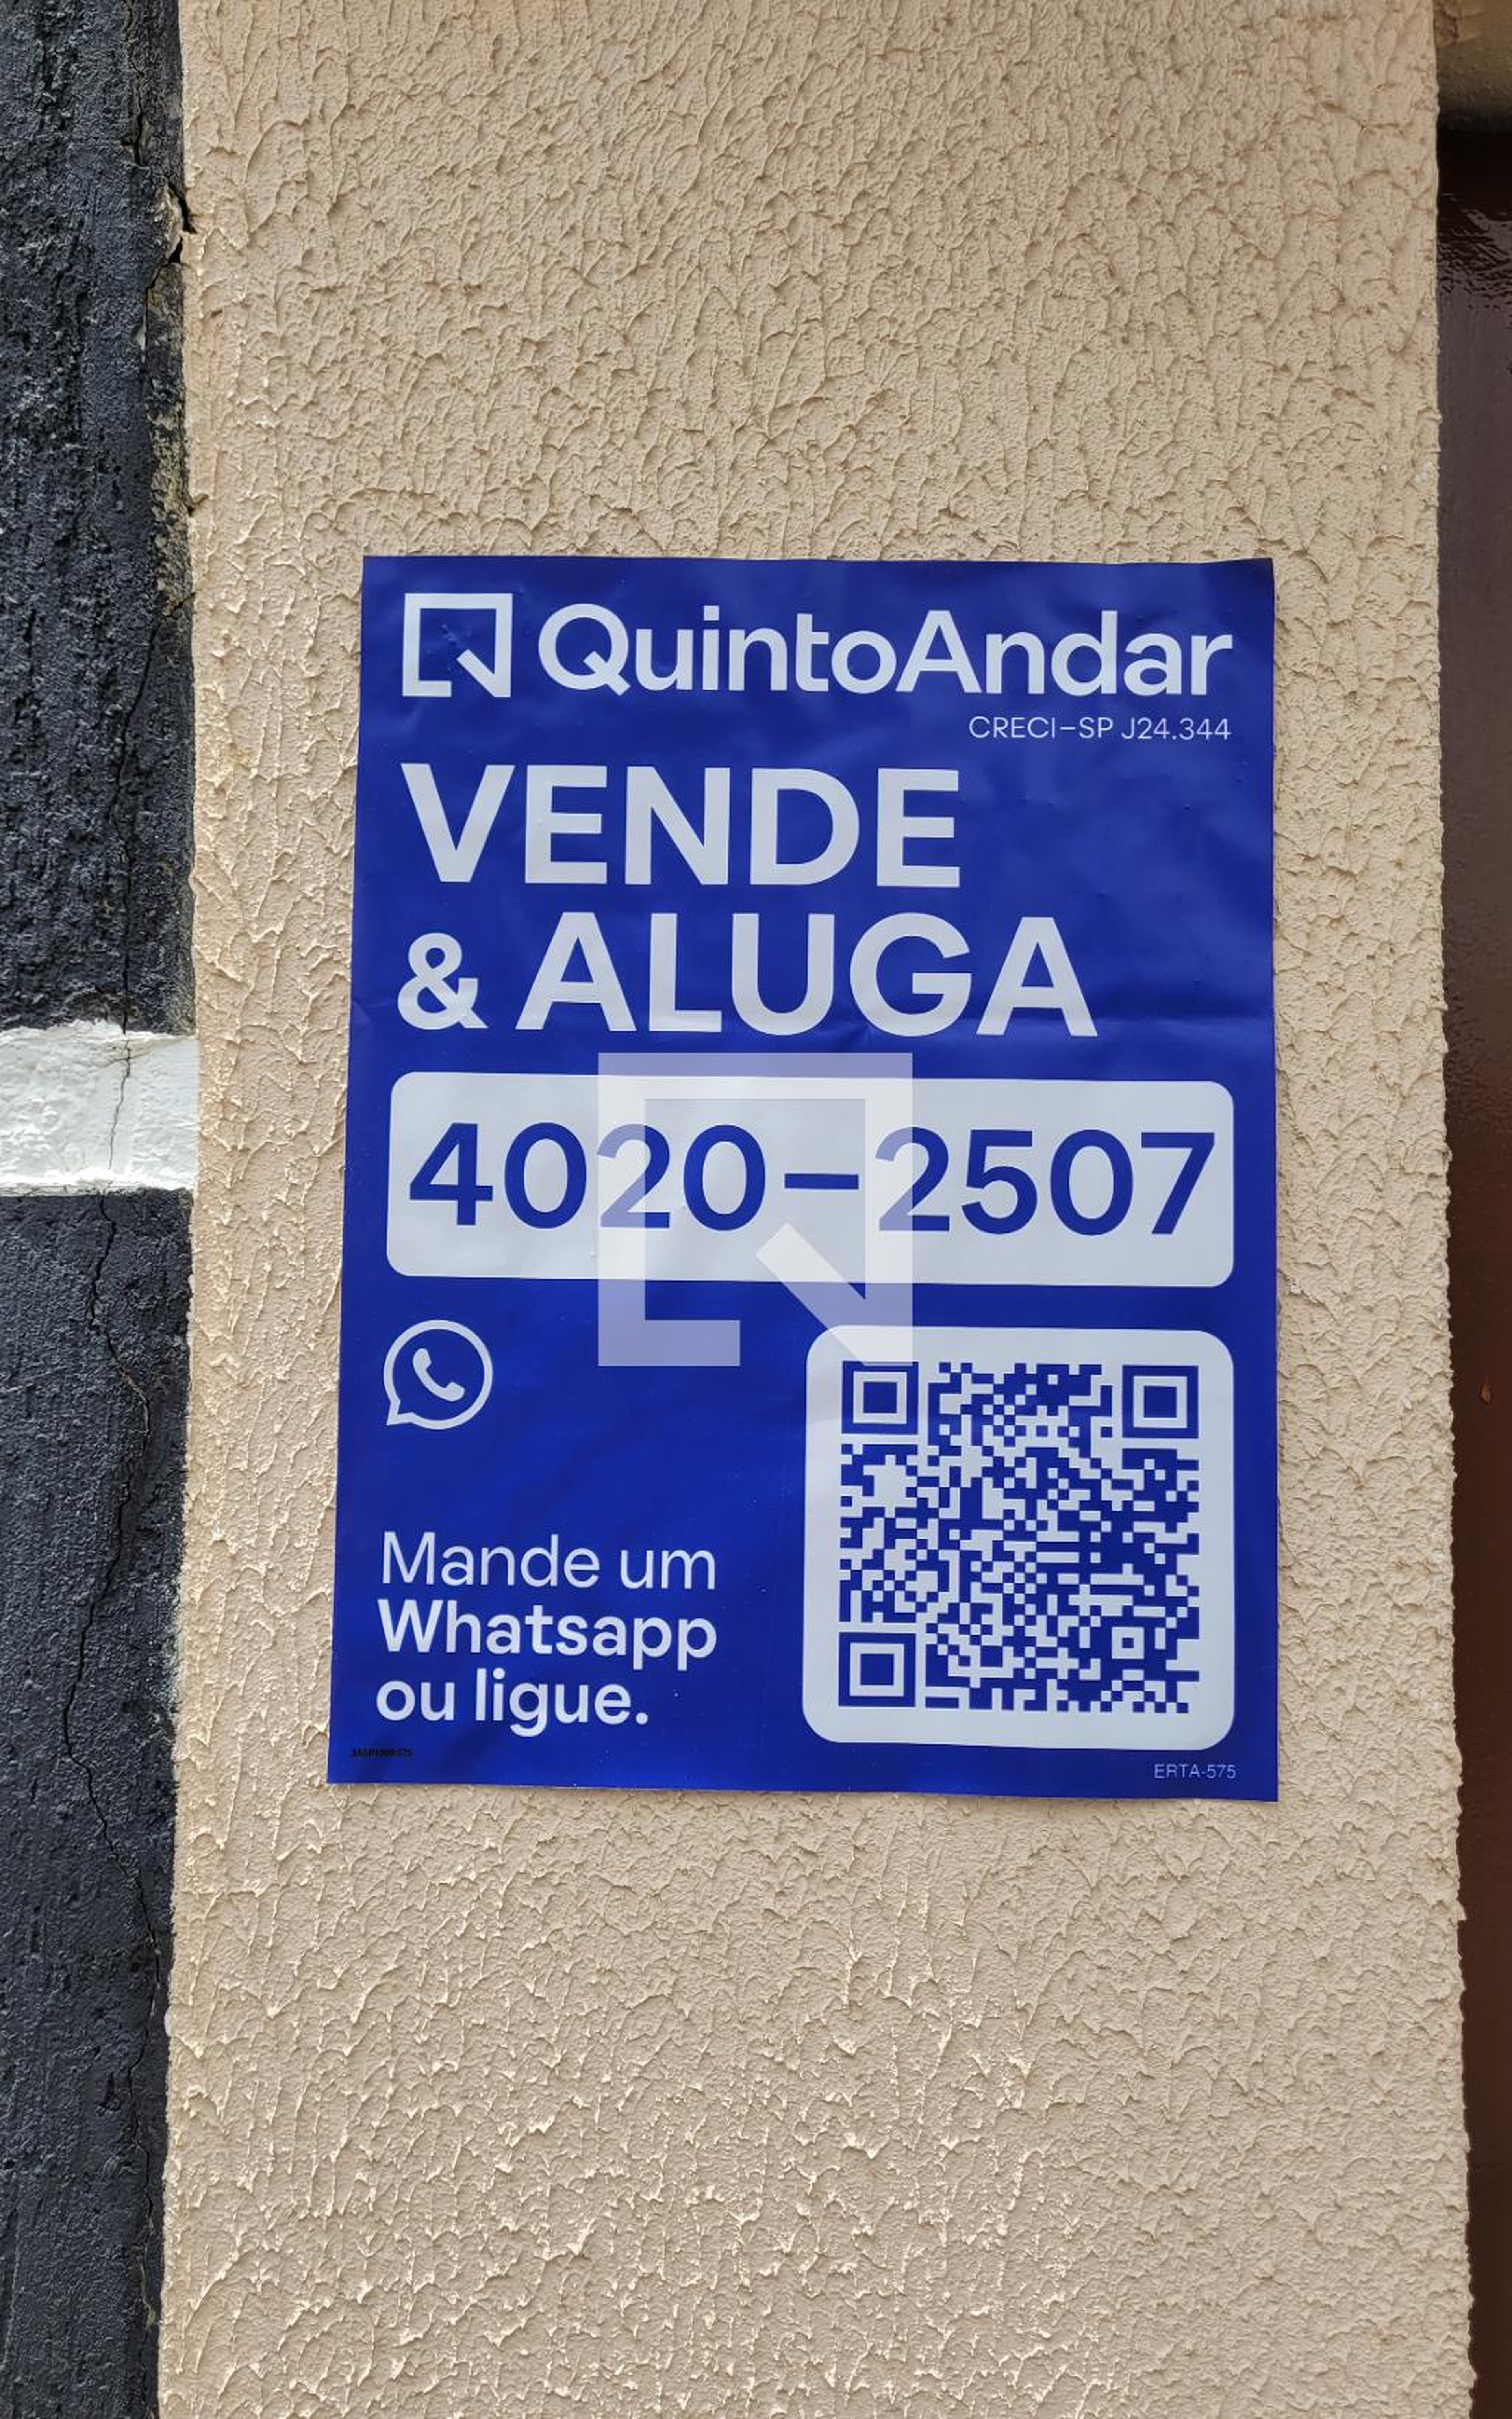 QuintoAndar
CRECI-SP J24.344
VENDE
& ALUGA
4020-2507
Mande um
Whatsapp
ou ligue.
ERTA-575